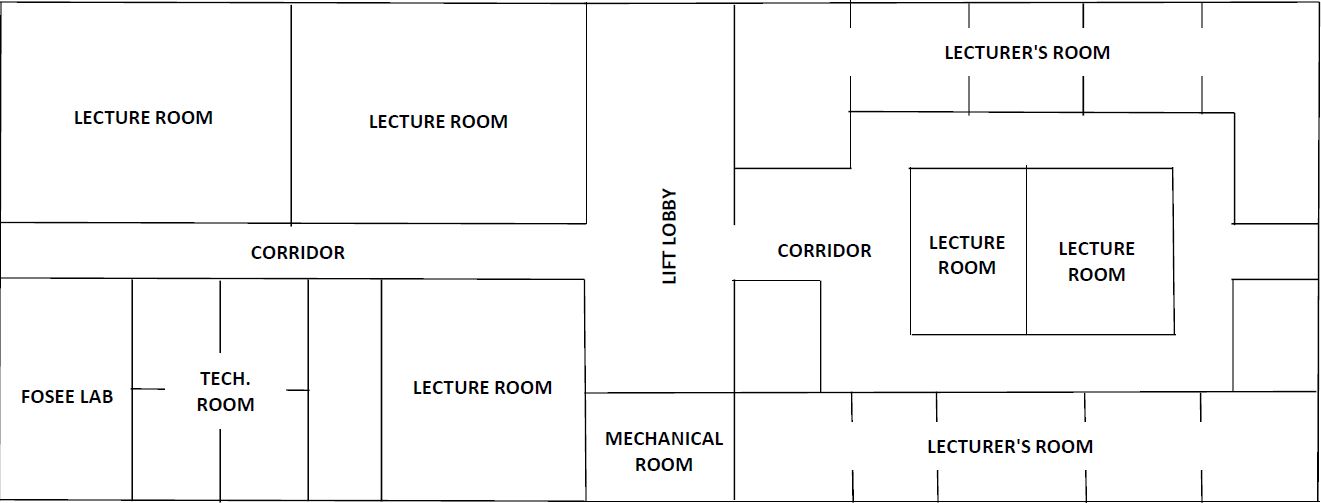 LECTURER'S ROOM
LECTURE ROOM
LECTURE ROOM
LIFT LOBBY
CORRIDOR
CORRIDOR
LECTURE
ROOM
LECTURE
ROOM
FOSEE LAB
TECH.
ROOM
LECTURE ROOM
MECHANICAL
ROOM
LECTURER'S ROOM